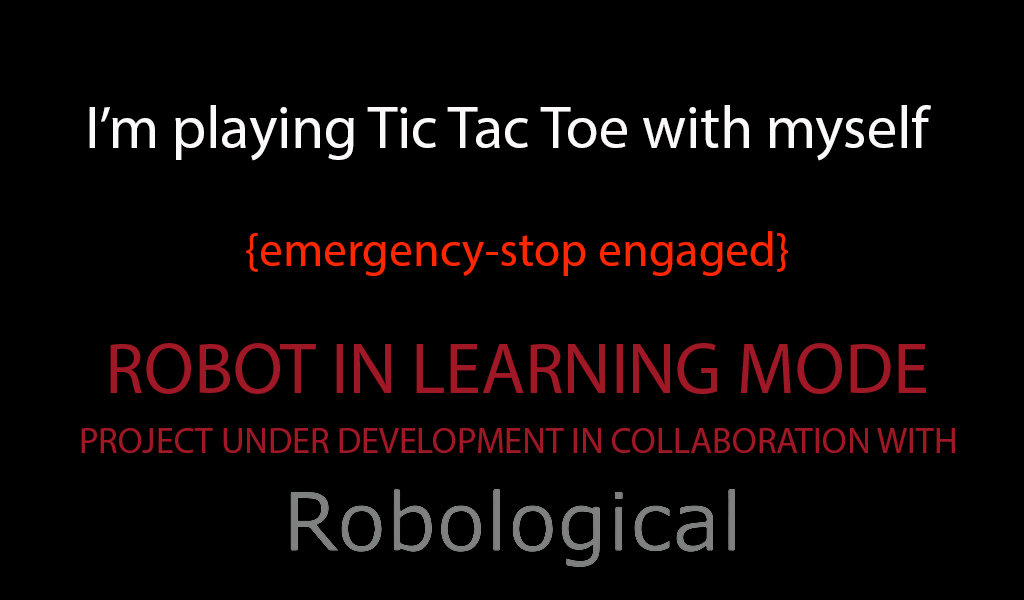 I’m playing Tic Tac Toe with myself
{emergency-stop engaged}
ROBOT IN LEARNING MODE
PROJECT UNDER DEVELOPMENT IN COLLABORATION WITH
Robological